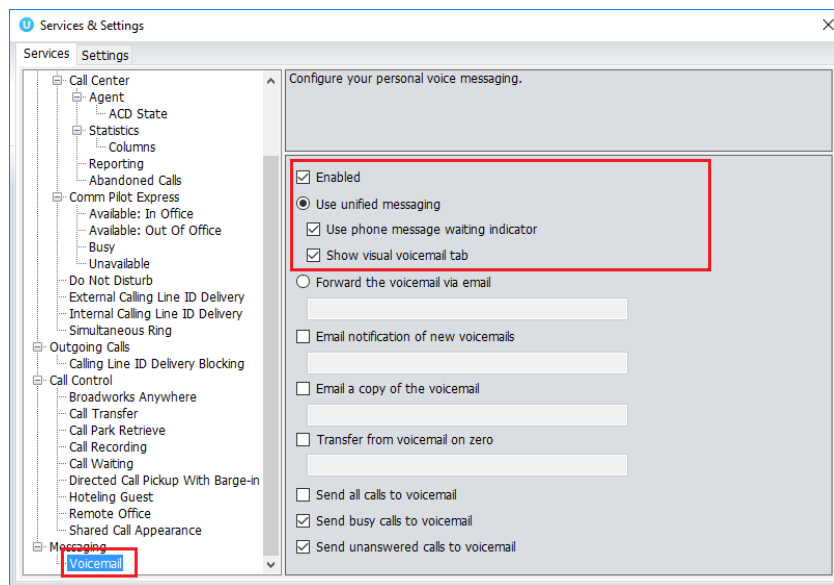 Services & Settings
Services Settings
Call Center
Agent
ACD State
Statistics
Columns
Reporting
Abandoned Calls
Comm Pilot Express
Available: In Office
Available: Out Of Office
Busy
Unavailable
Do Not Disturb
External Calling Line ID Delivery
Internal Calling Line ID Delivery
Simultaneous Ring
Outgoing Calls
Calling Line ID Delivery Blocking
Call Control
Broadworks Anywhere
Call Transfer
Call Park Retrieve
Call Recording
Call Waiting
Directed Call Pickup With Barge-in
Hoteling Guest
Remote Office
Shared Call Appearance
Messaging
Voicemail
Configure your personal voice messaging.
Enabled
Use unified messaging
Use phone message waiting indicator
Show visual voicemail tab
Forward the voicemail via email
Email notification of new voicemails
Email a copy of the voicemail
Transfer from voicemail on zero
Send all calls to voicemail
Send busy calls to voicemail
Send unanswered calls to voicemail